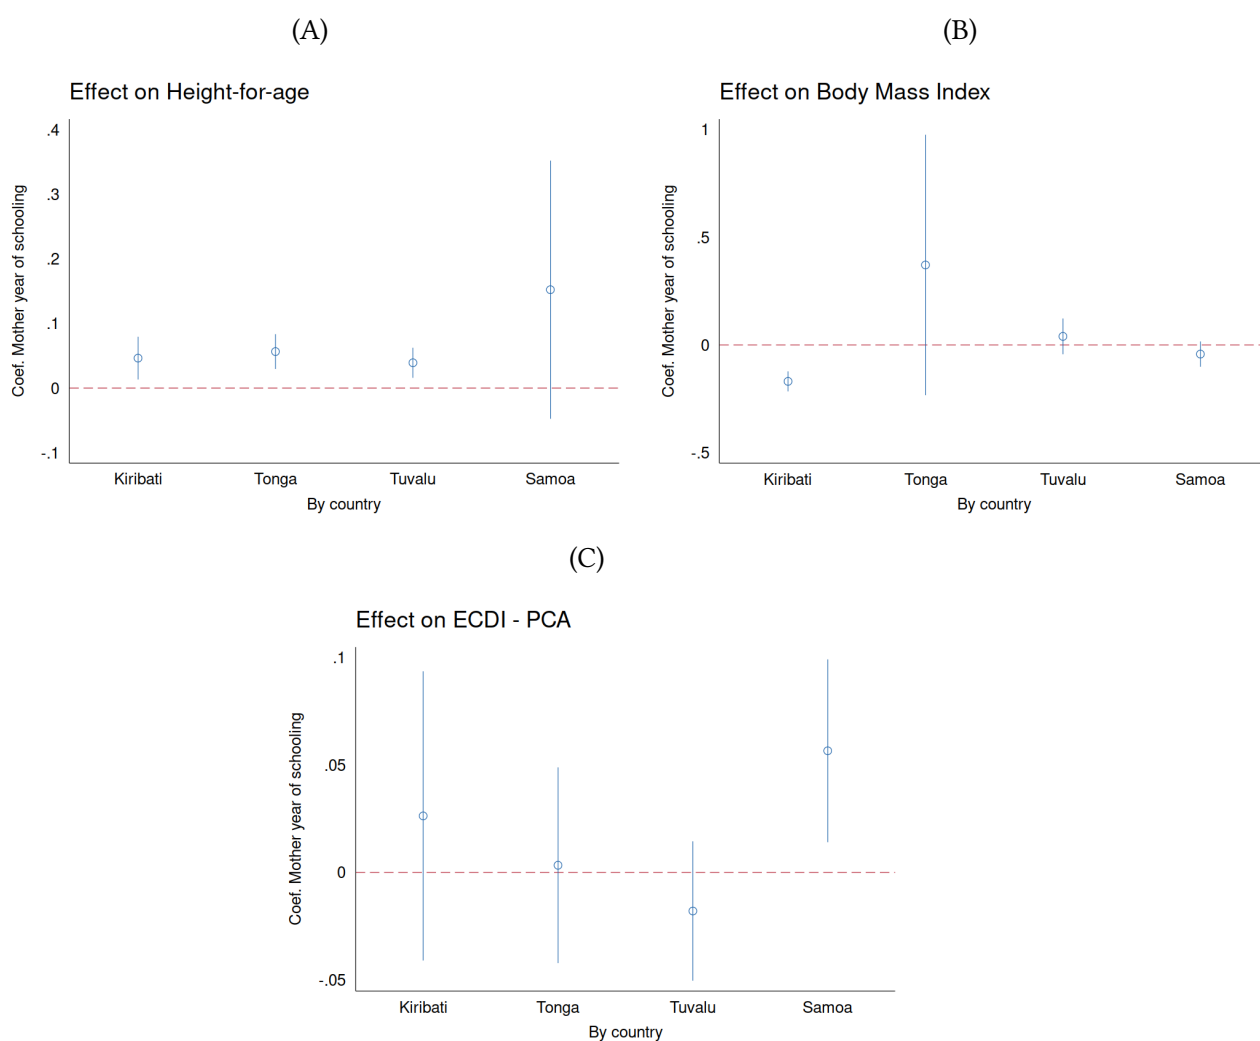 (A)
Effect on Height-for-age
Coef. Mother year of schooling
.4
.3
.2
.1
0
-.1
Kiribati Tonga Tuvalu Samoa
By country
(B)
Effect on Body Mass Index
Coef. Mother year of schooling
1
.5
0
-.5
Kiribati Tonga Tuvalu Samoa
By country
(C)
Effect on ECDI - PCA
Coef. Mother year of schooling
.1
.05
0
-.05
Kiribati Tonga Tuvalu Samoa
By country